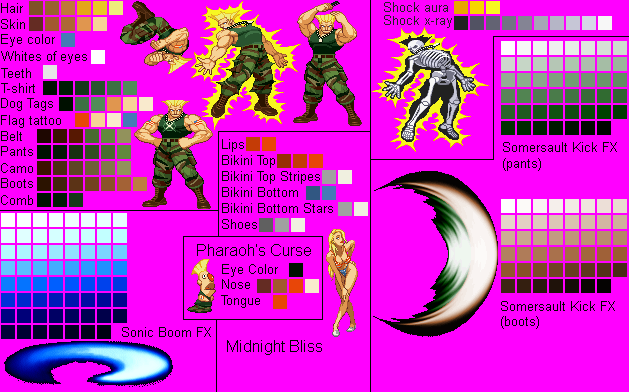 Hair
Skin
Eye color
Whites of eyes
Teeth
T-shirt
Dog Tags
Flag tattoo
Belt
Pants
Camo
Boots
Comb
Shock aura
Shock x-ray
Somersault Kick FX
(pants)
Lips
Bikini Top
Bikini Top Stripes
Bikini Bottom
Bikini Bottom Stars
Shoes
Pharaoh's Curse
Eye Color
Nose
Tongue
Midnight Bliss
Sonic Boom FX
Somersault Kick FX
(boots)